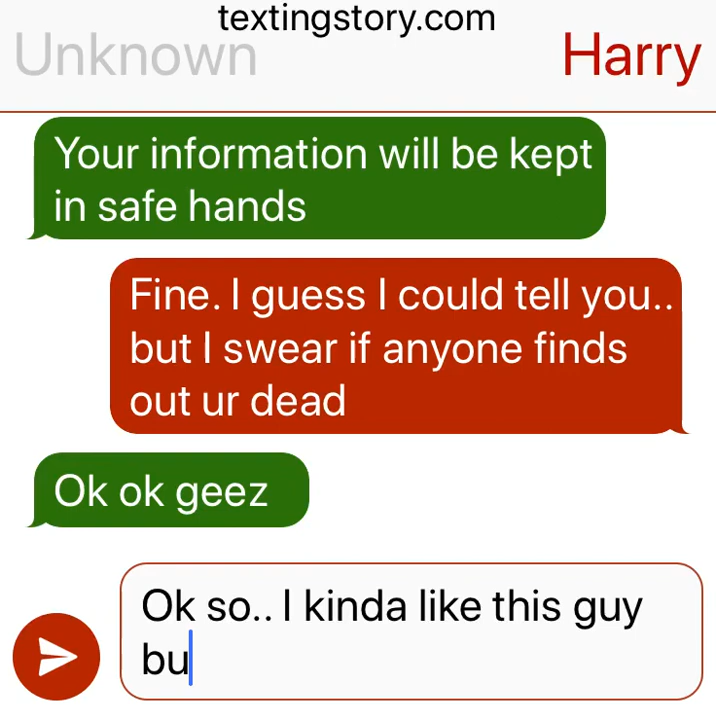 textingstory.com
Unknown
Harry
Your information will be kept
in safe hands
Fine. I guess I could tell you..
but I swear if anyone finds
out ur dead
Ok ok geez
Ok so.. I kinda like this guy
bu